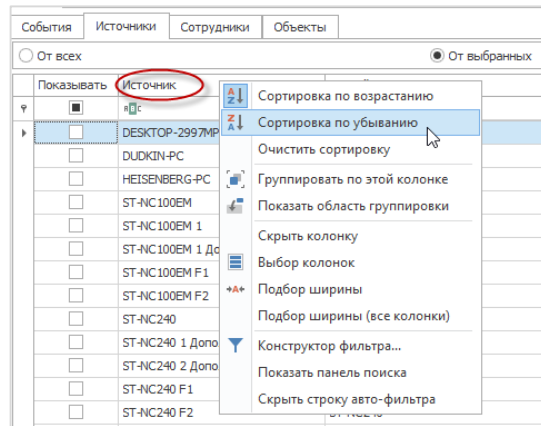 События Источники Сотрудники Объекты
От всех От выбранных
Показывать Источник
Сортировка по возрастанию
Сортировка по убыванию
DESKTOP-2997MP
Очистить сортировку
DUDKIN-PC
HEISENBERG-PC Группировать по этой колонке
ST-NC100EM Показать область группировки
ST-NC100EM 1
Скрыть колонку
ST-NC100EM 1 До
Выбор колонок
ST-NC100EM F1
Подбор ширины
ST-NC100EM F2
ST-NC240 Подбор ширины (все колонки)
ST-NC240 1 Допо
Конструктор фильтра...
ST-NC240 2 Допо
Показать панель поиска
ST-NC240 F1
Скрыть строку авто-фильтра
ST-NC240 F2